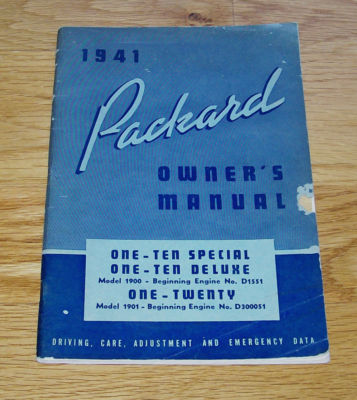 1941
Packard
OWNER'S
MANUAL
ONE-TEN SPECIAL
ONE-TEN DELUXE
Model 1900 - Beginning Engine No. D1551
ONE-TWENTY
Model 1901 - Beginning Engine No. D300051
DRIVING, CARE, ADJUSTMENT AND EMERGENCY DATA